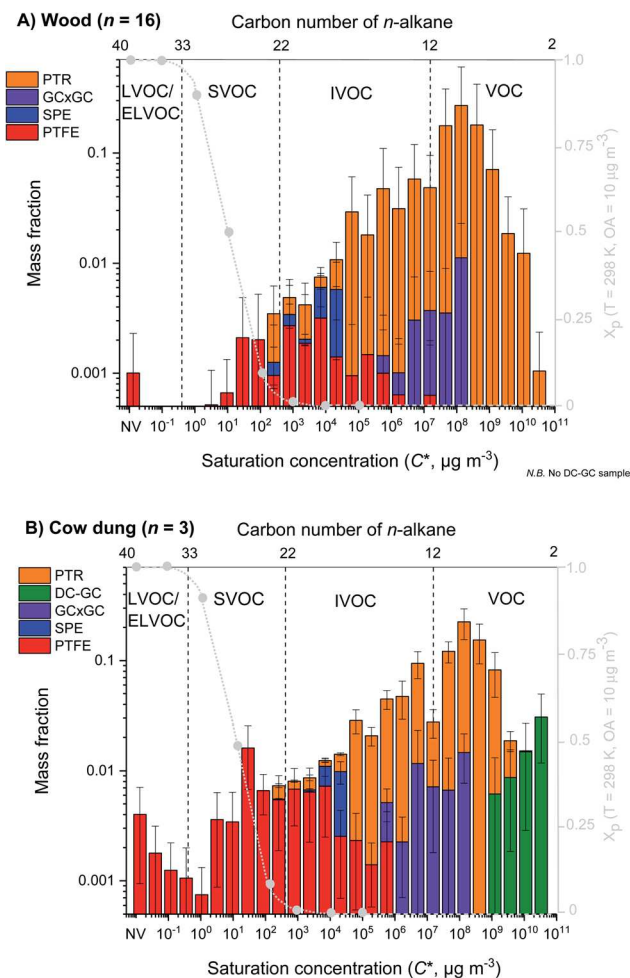 A) Wood (n = 16)
Carbon number of n-alkane
40 33 22 12 2
PTR
GCxGC
SPE
PTFE
LVOC/
ELVOC
SVOC
IVOC
VOC
Mass fraction
0.1
0.01
0.001
1.0
0.75
0.5
0.25
0
Xp (T = 298 K, OA = 10 µg m⁻³)
NV 10⁻¹ 10⁰ 10¹ 10² 10³ 10⁴ 10⁵ 10⁶ 10⁷ 10⁸ 10⁹ 10¹⁰ 10¹¹
Saturation concentration (C*, µg m⁻³)
N.B. No DC-GC sample
B) Cow dung (n = 3)
Carbon number of n-alkane
40 33 22 12 2
PTR
DC-GC
GCxGC
SPE
PTFE
LVOC/
ELVOC
SVOC
IVOC
VOC
Mass fraction
0.1
0.01
0.001
1.0
0.75
0.5
0.25
0
Xp (T = 298 K, OA = 10 µg m⁻³)
NV 10⁻¹ 10⁰ 10¹ 10² 10³ 10⁴ 10⁵ 10⁶ 10⁷ 10⁸ 10⁹ 10¹⁰ 10¹¹
Saturation concentration (C*, µg m⁻³)